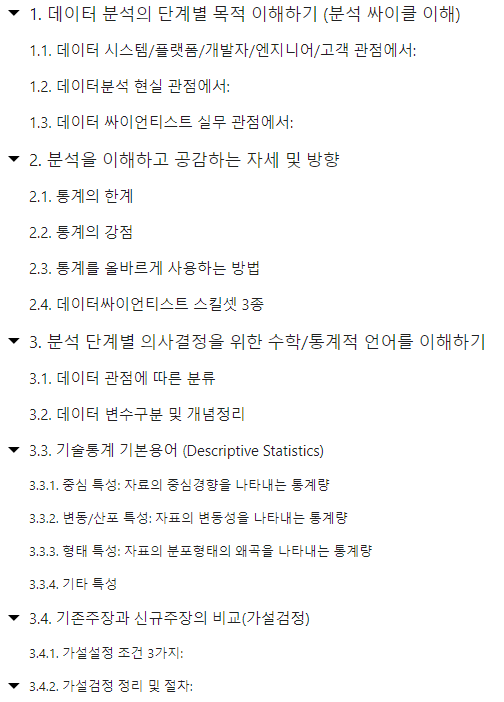 1. 데이터 분석의 단계별 목적 이해하기 (분석 싸이클 이해)
1.1. 데이터 시스템/플랫폼/개발자/엔지니어/고객 관점에서:
1.2. 데이터분석 현실 관점에서:
1.3. 데이터 싸이언티스트 실무 관점에서:
2. 분석을 이해하고 공감하는 자세 및 방향
2.1. 통계의 한계
2.2. 통계의 강점
2.3. 통계를 올바르게 사용하는 방법
2.4. 데이터싸이언티스트 스킬셋 3종
3. 분석 단계별 의사결정을 위한 수학/통계적 언어를 이해하기
3.1. 데이터 관점에 따른 분류
3.2. 데이터 변수구분 및 개념정리
3.3. 기술통계 기본용어 (Descriptive Statistics)
3.3.1. 중심 특성: 자료의 중심경향을 나타내는 통계량
3.3.2. 변동/산포 특성: 자표의 변동성을 나타내는 통계량
3.3.3. 형태 특성: 자표의 분포형태의 왜곡을 나타내는 통계량
3.3.4. 기타 특성
3.4. 기존주장과 신규주장의 비교(가설검정)
3.4.1. 가설설정 조건 3가지:
3.4.2. 가설검정 정리 및 절차: